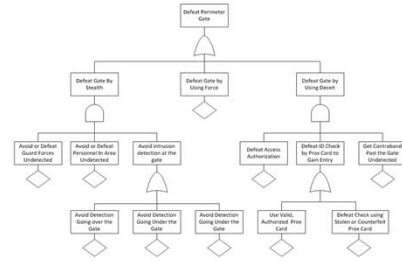 Defeat Perimeter
Gate
Defeat Gate By
Stealth
Defeat Gate by
Using Force
Defeat Gate by
Using Deceit
Avoid or Defeat
Guard Forces
Undetected
Avoid or Defeat
Personnel In Area
Undetected
Avoid Intrusion
detection at the
gate
Defeat Access
Authorization
Defeat ID Check
by Prox Card to
Gain Entry
Get Contraband
Past the Gate
Undetected
Avoid Detection
Going over the
Gate
Avoid Detection
Going Under the
Gate
Avoid Detection
Going Under the
Gate
Use Valid,
Authorized Prox
Card
Defeat Check using
Stolen or Counterfeit
Prox Card